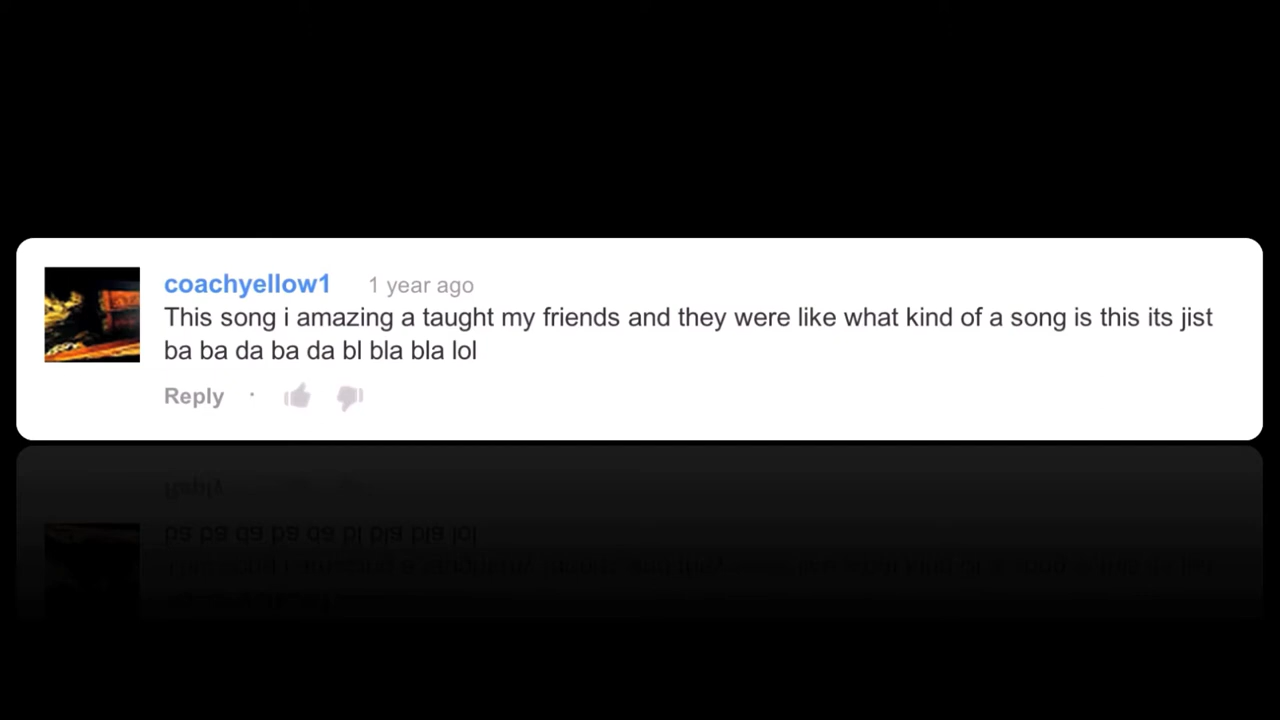 coachyellow1 1 year ago
This song i amazing a taught my friends and they were like what kind of a song is this its jist
ba ba da ba da bl bla bla lol
Reply ·